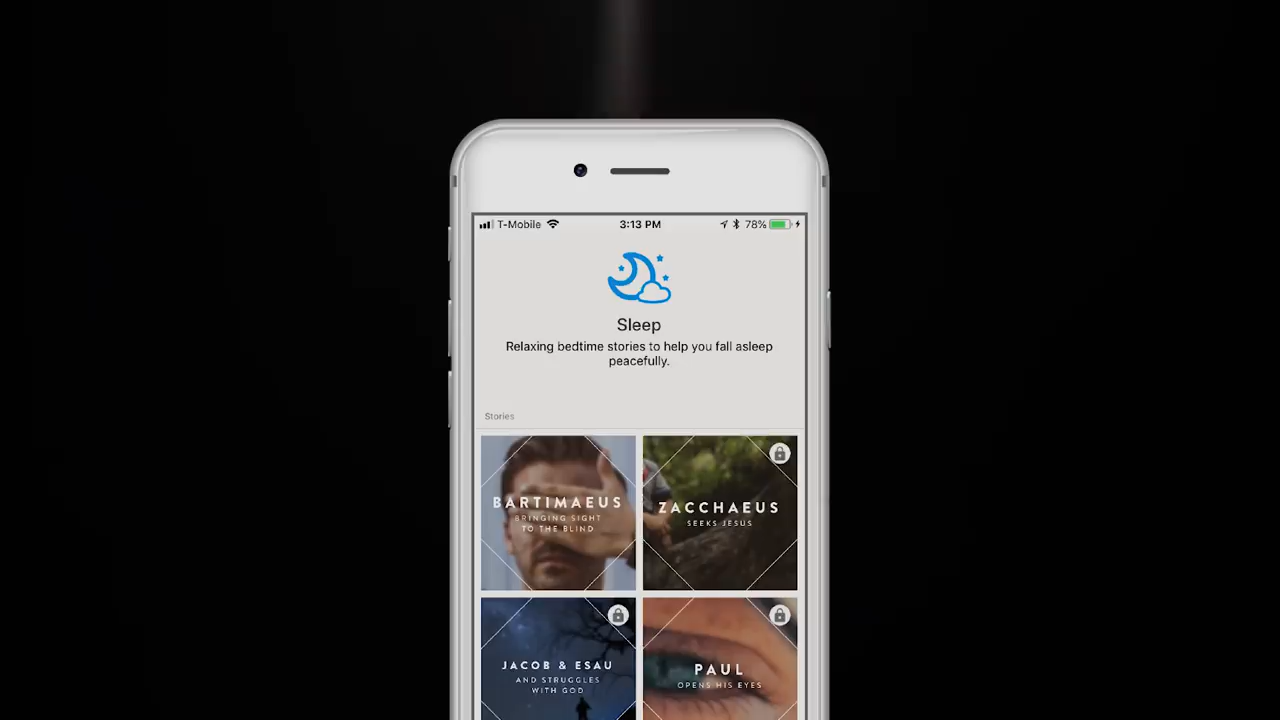 T-Mobile 3:13 PM 78%
Sleep
Relaxing bedtime stories to help you fall asleep
peacefully.
Stories
BARTIMAEUS
BRINGING SIGHT
TO THE BLIND
ZACCHAEUS
SEEKS JESUS
JACOB & ESAU
AND STRUGGLES
WITH GOD
PAUL
OPENS HIS EYES